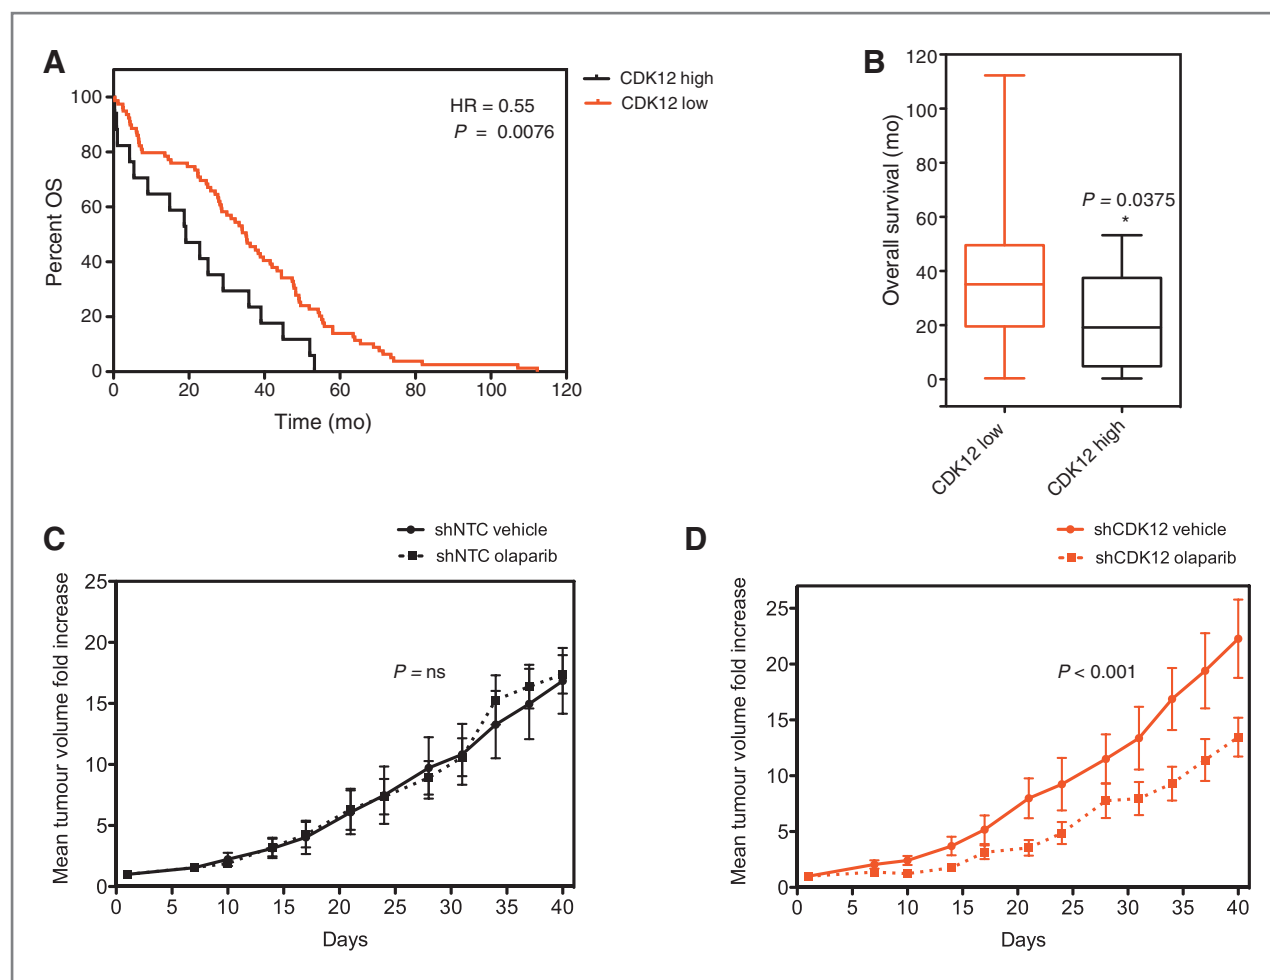 A
CDK12 high
CDK12 low
HR = 0.55
P = 0.0076
Percent OS
100
80
60
40
20
0
0 20 40 60 80 100 120
Time (mo)
B
Overall survival (mo)
120
100
80
60
40
20
0
P = 0.0375
*
CDK12 low
CDK12 high
C
shNTC vehicle
shNTC olaparib
Mean tumour volume fold increase
25
20
15
10
5
0
P = ns
0 5 10 15 20 25 30 35 40
Days
D
shCDK12 vehicle
shCDK12 olaparib
Mean tumour volume fold increase
25
20
15
10
5
0
P < 0.001
0 5 10 15 20 25 30 35 40
Days